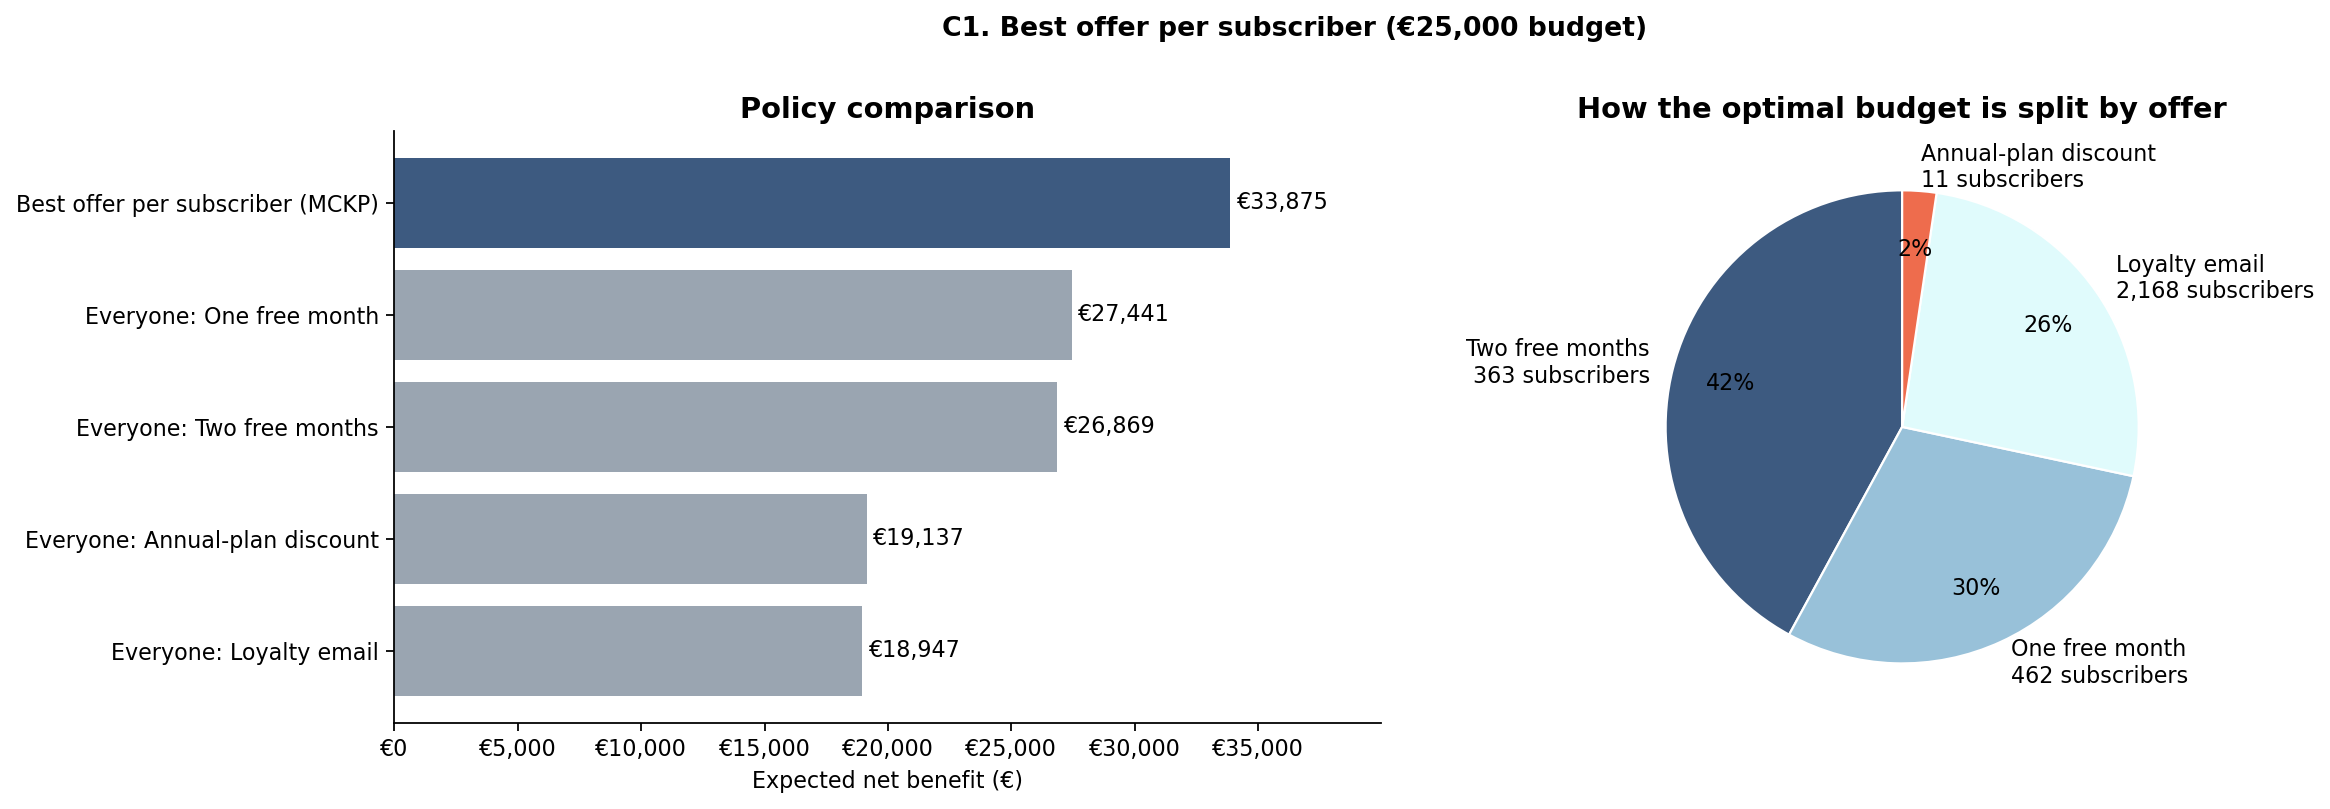 C1. Best offer per subscriber (€25,000 budget)
Policy comparison
Best offer per subscriber (MCKP)
€33,875
Everyone: One free month
€27,441
Everyone: Two free months
€26,869
Everyone: Annual-plan discount
€19,137
Everyone: Loyalty email
€18,947
€0
€5,000
€10,000
€15,000
€20,000
€25,000
€30,000
€35,000
Expected net benefit (€)
How the optimal budget is split by offer
Annual-plan discount
11 subscribers
2%
Loyalty email
2,168 subscribers
26%
Two free months
363 subscribers
42%
30%
One free month
462 subscribers